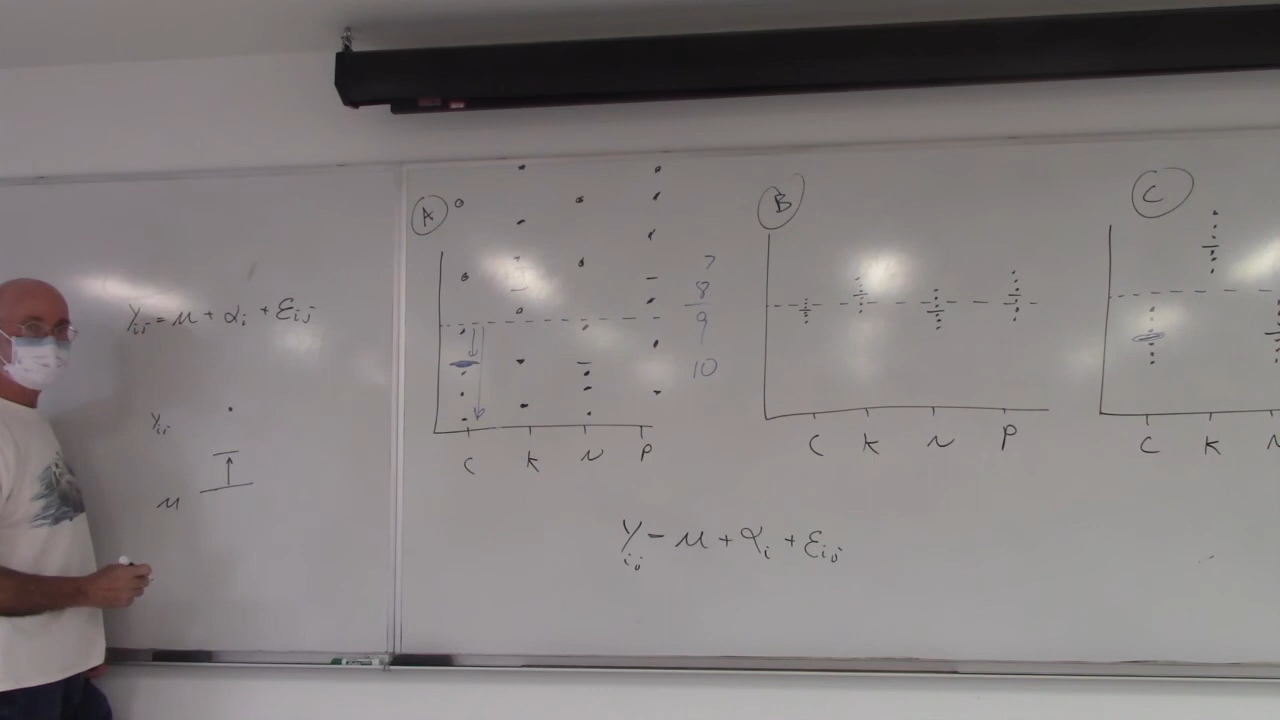 Yij = μ + αi + εij
Yij
μ
A
7
8
9
10
C K N P
B
C K N P
C
C K N
Yij = μ + αi + εij